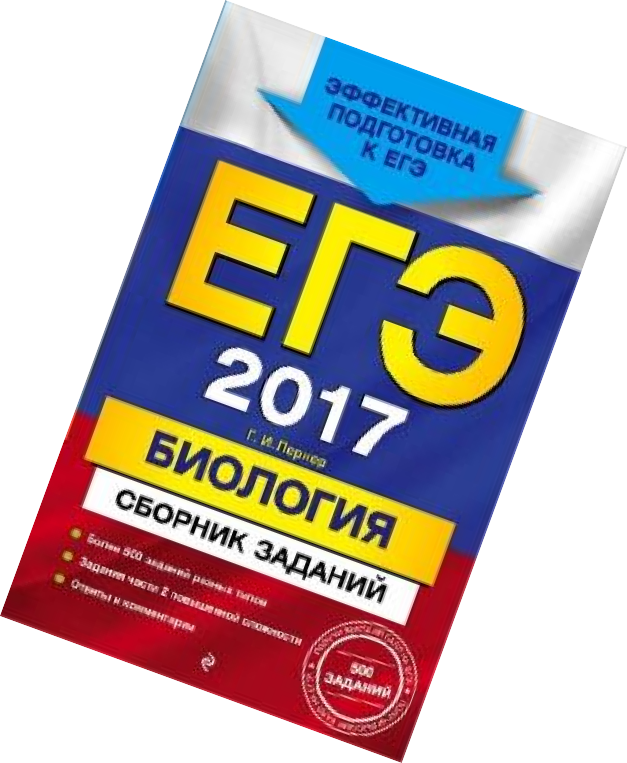 ЭФФЕКТИВНАЯ
ПОДГОТОВКА
К ЕГЭ
ЕГЭ
2017
Г. И. Лернер
БИОЛОГИЯ
СБОРНИК ЗАДАНИЙ
Более 500 заданий разных типов
Задания части 2 повышенной сложности
Ответы и комментарии
500
ЗАДАНИЙ